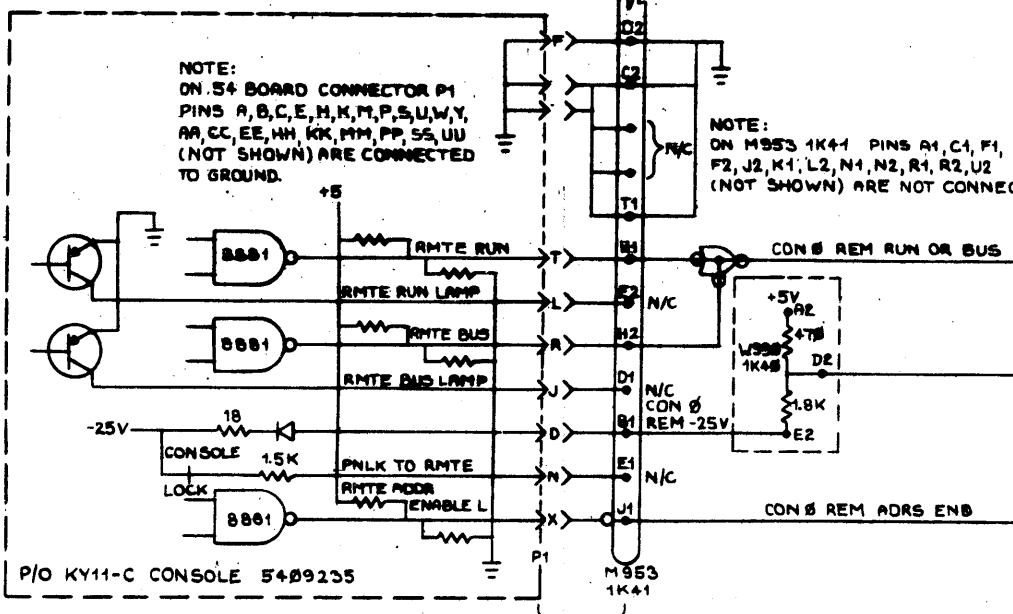 D2
F
NOTE:
ON 54 BOARD CONNECTOR P1
PINS A,B,C,E,H,K,M,P,S,U,W,Y,
AA,CC,EE,HH,KK,MM,PP,SS,UU
(NOT SHOWN) ARE CONNECTED
TO GROUND.
C2
N/C
NOTE:
ON M953 1K41 PINS A1, C1, F1,
F2, J2, K1, L2, N1, N2, R1, R2, U2
(NOT SHOWN) ARE NOT CONNEC
+5
T1
8881
RMTE RUN
T
CON Ø REM RUN OR BUS
RMTE RUN LAMP
L
N/C
8881
RMTE BUS
R
H2
RMTE BUS LAMP
J
D1
N/C
+5V
A2
47Ø
1K40
D2
1.8K
E2
CON Ø
REM -25V
-25V
18
D
B1
CONSOLE
LOCK
1.5K
PNLK TO RMTE
N
E1
N/C
RMTE ADDR
ENABLE L
8881
X
J1
CON Ø REM ADRS ENB
P1
P/O KY11-C CONSOLE 5409235
M953
1K41